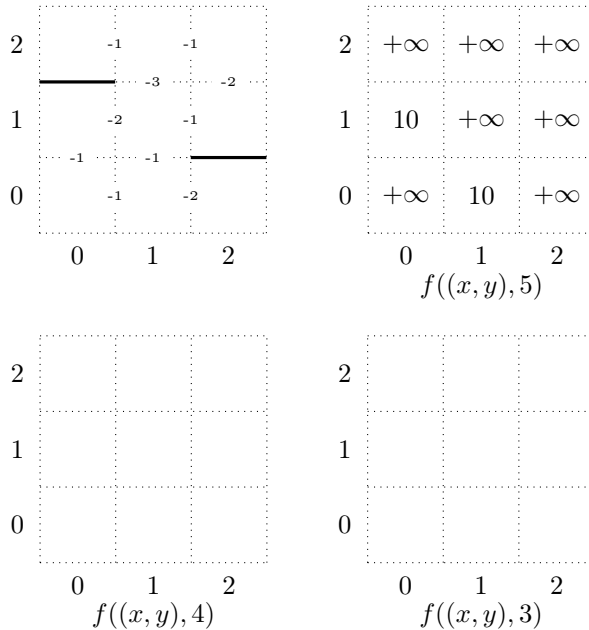 2 -1 -1 2 +∞ +∞ +∞
-3 -2
1 -2 -1 1 10 +∞ +∞
-1 -1
0 -1 -2 0 +∞ 10 +∞
0 1 2 0 1 2
f((x, y), 5)
2 2
1 1
0 0
0 1 2 0 1 2
f((x, y), 4) f((x, y), 3)